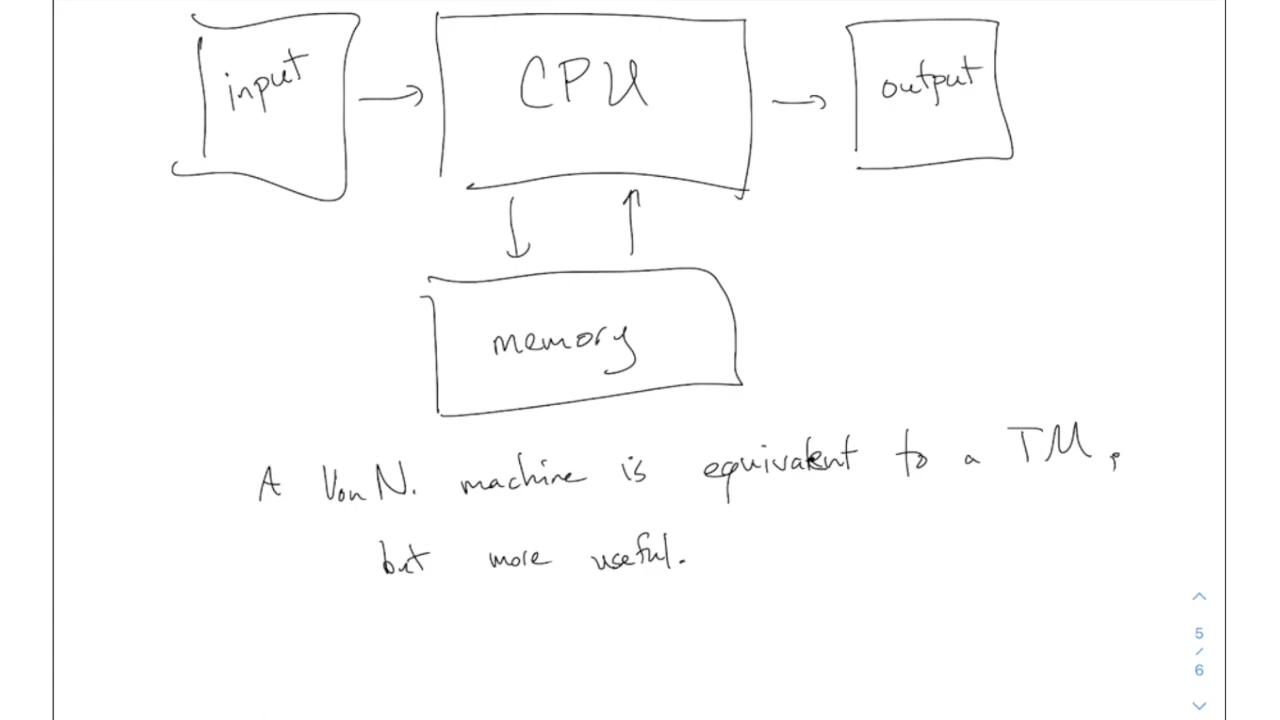 input
CPU
output
memory
A Von N. machine is equivalent to a TM,
but more useful.
5
/
6